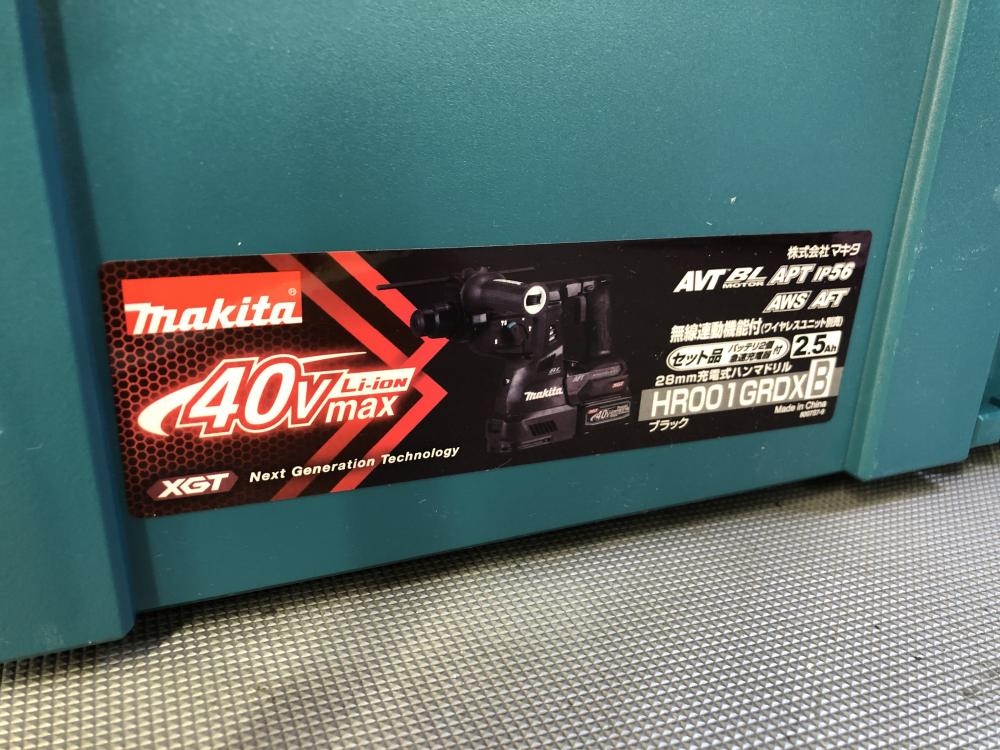 makita®
40Vmax Li-ion
XGT Next Generation Technology
makita
株式会社マキタ
AVT BL MOTOR APT IP56
AWS AFT
無線連動機能付(ワイヤレスユニット別売)
セット品 バッテリ2個 急速充電器付 2.5Ah
28mm充電式ハンマドリル
HR001GRDXB
ブラック
Made in China